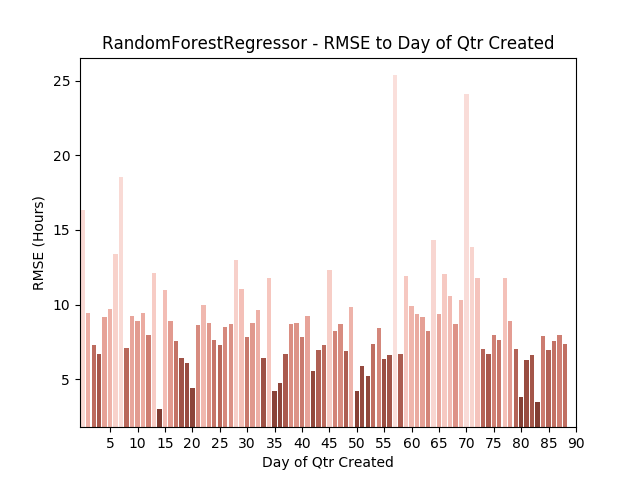 RandomForestRegressor - RMSE to Day of Qtr Created
25
20
15
10
5
RMSE (Hours)
5 10 15 20 25 30 35 40 45 50 55 60 65 70 75 80 85 90
Day of Qtr Created